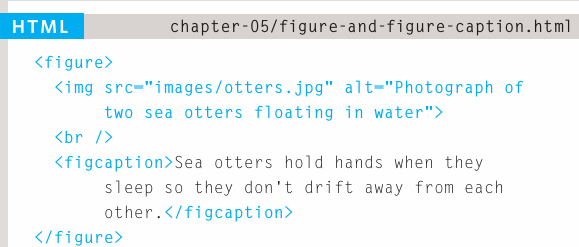 HTML chapter-05/figure-and-figure-caption.html
<figure>
<img src="images/otters.jpg" alt="Photograph of
two sea otters floating in water">
<br />
<figcaption>Sea otters hold hands when they
sleep so they don't drift away from each
other.</figcaption>
</figure>